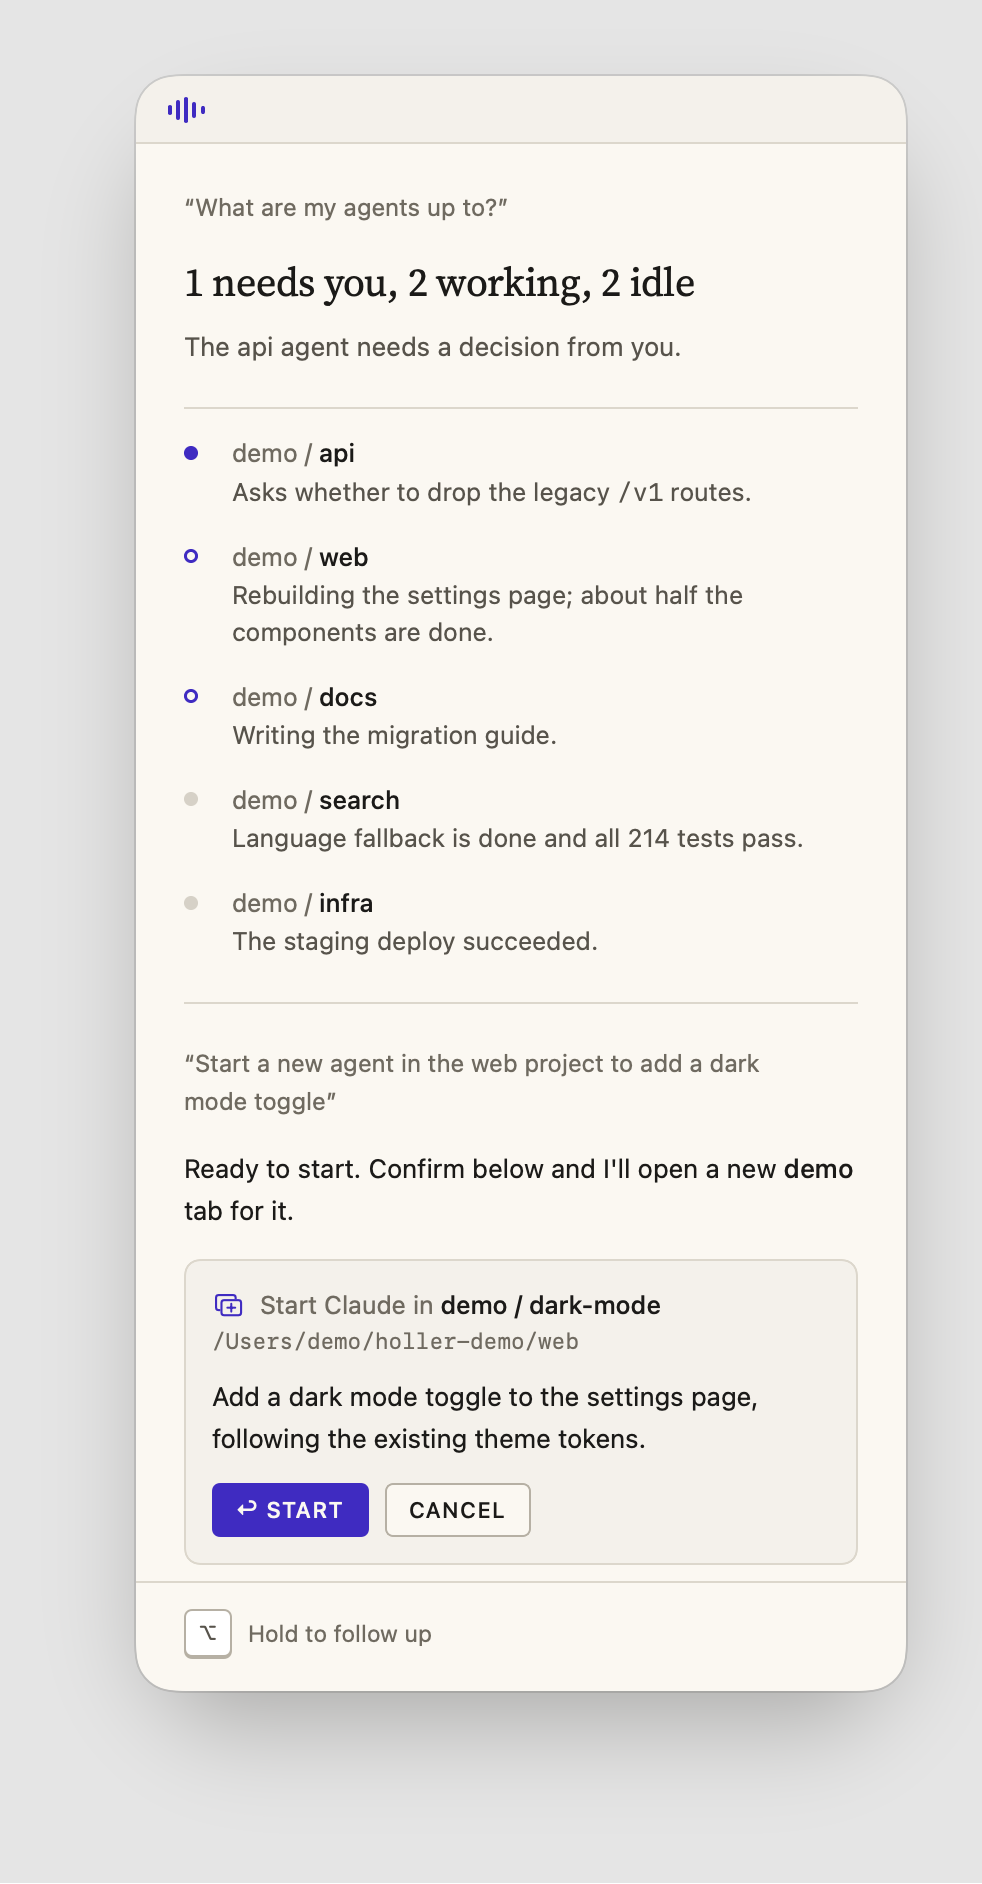 “What are my agents up to?”
1 needs you, 2 working, 2 idle
The api agent needs a decision from you.
demo / api
Asks whether to drop the legacy /v1 routes.
demo / web
Rebuilding the settings page; about half the
components are done.
demo / docs
Writing the migration guide.
demo / search
Language fallback is done and all 214 tests pass.
demo / infra
The staging deploy succeeded.
“Start a new agent in the web project to add a dark
mode toggle”
Ready to start. Confirm below and I'll open a new demo
tab for it.
Start Claude in demo / dark-mode
/Users/demo/holler-demo/web
Add a dark mode toggle to the settings page,
following the existing theme tokens.
↩ START
CANCEL
⌥ Hold to follow up